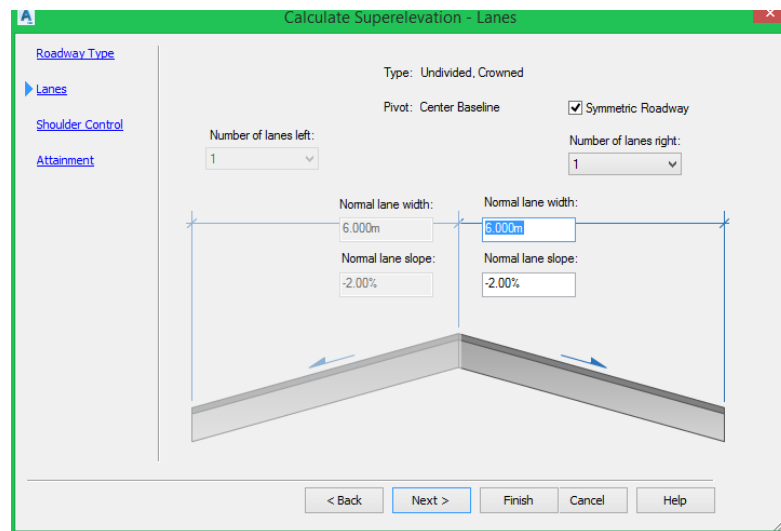 Calculate Superelevation - Lanes
Roadway Type
Lanes
Shoulder Control
Attainment
Type: Undivided, Crowned
Pivot: Center Baseline
Symmetric Roadway
Number of lanes left:
1
Number of lanes right:
1
Normal lane width:
6.000m
Normal lane width:
6.000m
Normal lane slope:
-2.00%
Normal lane slope:
-2.00%
< Back
Next >
Finish
Cancel
Help